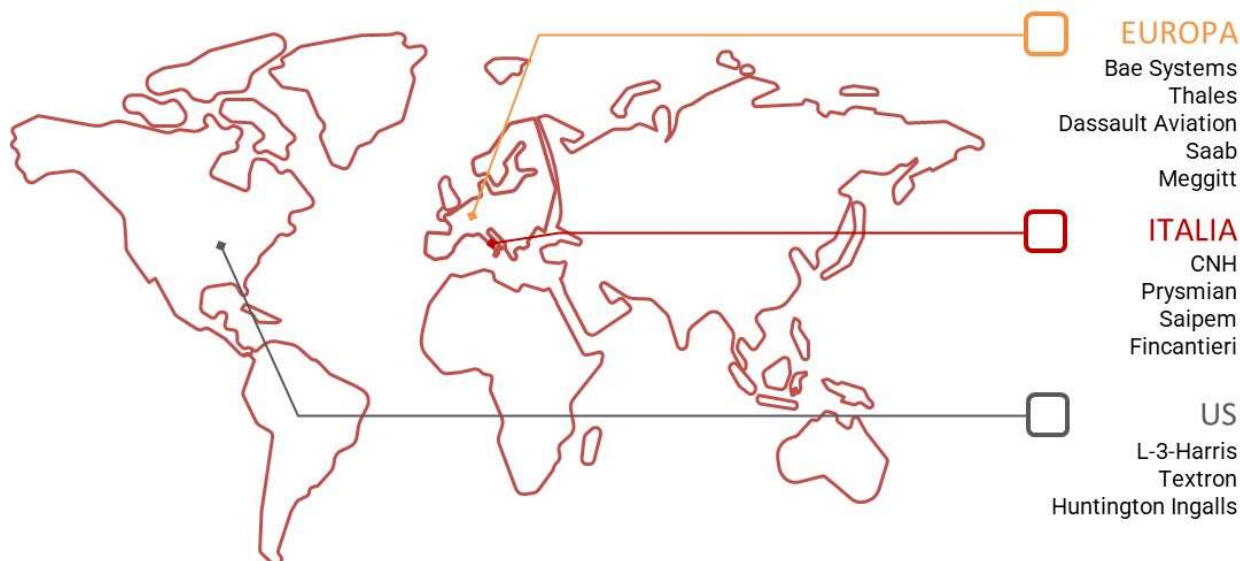 EUROPA
Bae Systems
Thales
Dassault Aviation
Saab
Meggitt
ITALIA
CNH
Prysmian
Saipem
Fincantieri
US
L-3-Harris
Textron
Huntington Ingalls